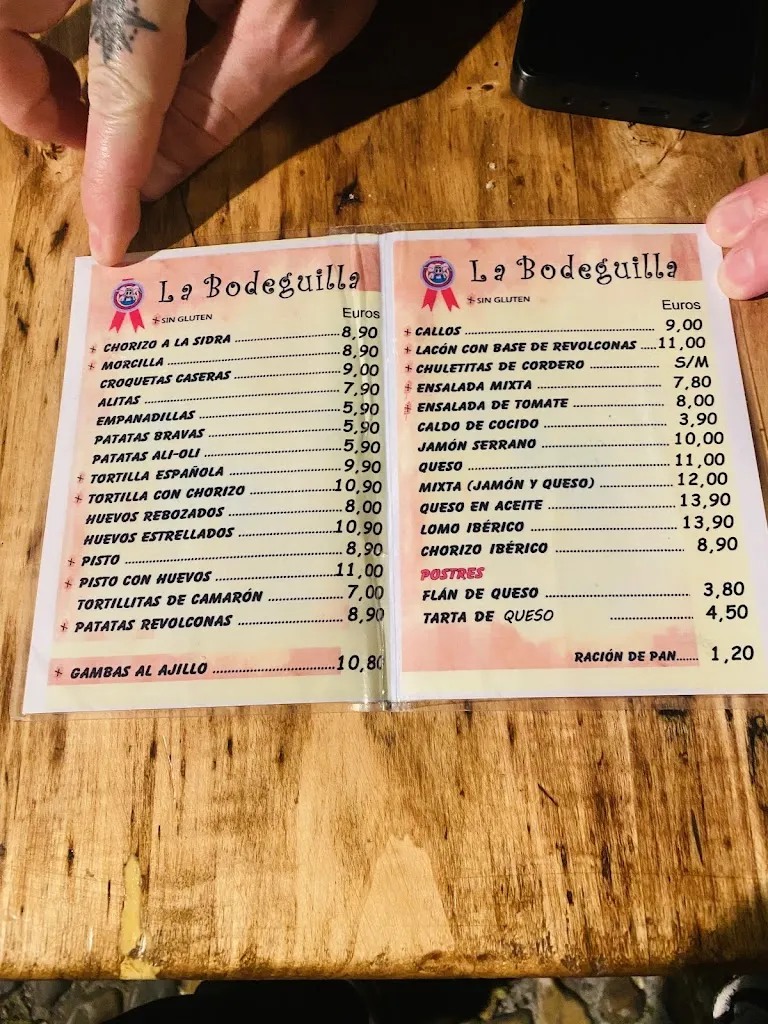 La Bodeguilla
*SIN GLUTEN
Euros
* CHORIZO A LA SIDRA ........ 8,90
* MORCILLA ........ 8,90
CROQUETAS CASERAS ........ 9,00
ALITAS ........ 7,90
EMPANADILLAS ........ 5,90
PATATAS BRAVAS ........ 5,90
PATATAS ALI-OLI ........ 5,90
* TORTILLA ESPAÑOLA ........ 9,90
* TORTILLA CON CHORIZO ........ 10,90
HUEVOS REBOZADOS ........ 8,00
HUEVOS ESTRELLADOS ........ 10,90
* PISTO ........ 8,90
* PISTO CON HUEVOS ........ 11,00
TORTILLITAS DE CAMARÓN ........ 7,00
* PATATAS REVOLCONAS ........ 8,90
* GAMBAS AL AJILLO ........ 10,80
La Bodeguilla
*SIN GLUTEN
Euros
* CALLOS ........ 9,00
* LACÓN CON BASE DE REVOLCONAS ..... 11,00
* CHULETITAS DE CORDERO ........ S/M
* ENSALADA MIXTA ........ 7,80
* ENSALADA DE TOMATE ........ 8,00
CALDO DE COCIDO ........ 3,90
JAMÓN SERRANO ........ 10,00
QUESO ........ 11,00
MIXTA (JAMÓN Y QUESO) ........ 12,00
QUESO EN ACEITE ........ 13,90
LOMO IBÉRICO ........ 13,90
CHORIZO IBÉRICO ........ 8,90
POSTRES
FLÁN DE QUESO ........ 3,80
TARTA DE QUESO ........ 4,50
RACIÓN DE PAN...... 1,20